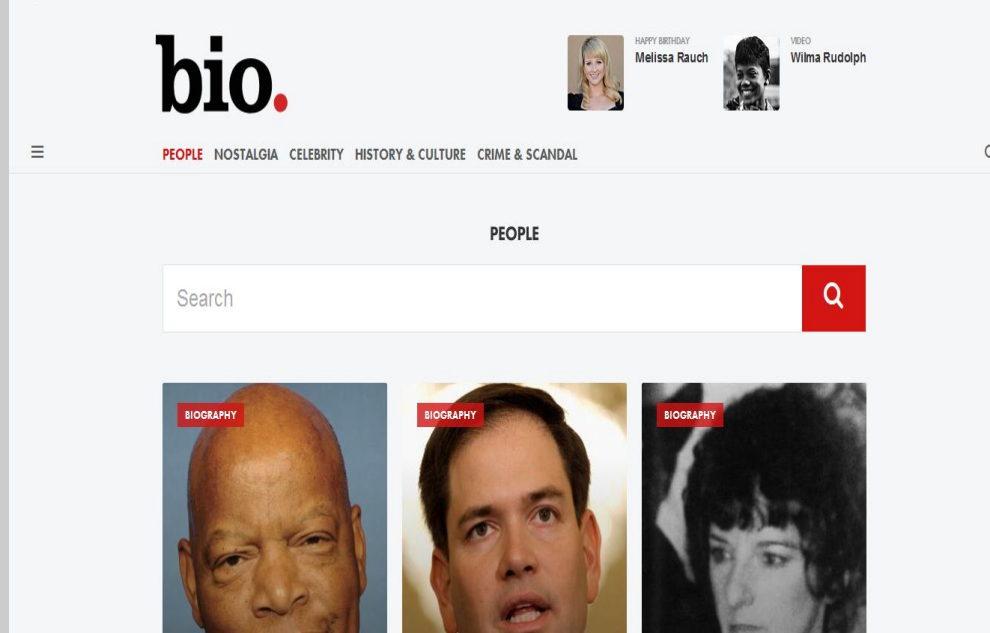 bio.
HAPPY BIRTHDAY
Melissa Rauch
VIDEO
Wilma Rudolph
PEOPLE NOSTALGIA CELEBRITY HISTORY & CULTURE CRIME & SCANDAL
PEOPLE
Search
BIOGRAPHY
BIOGRAPHY
BIOGRAPHY